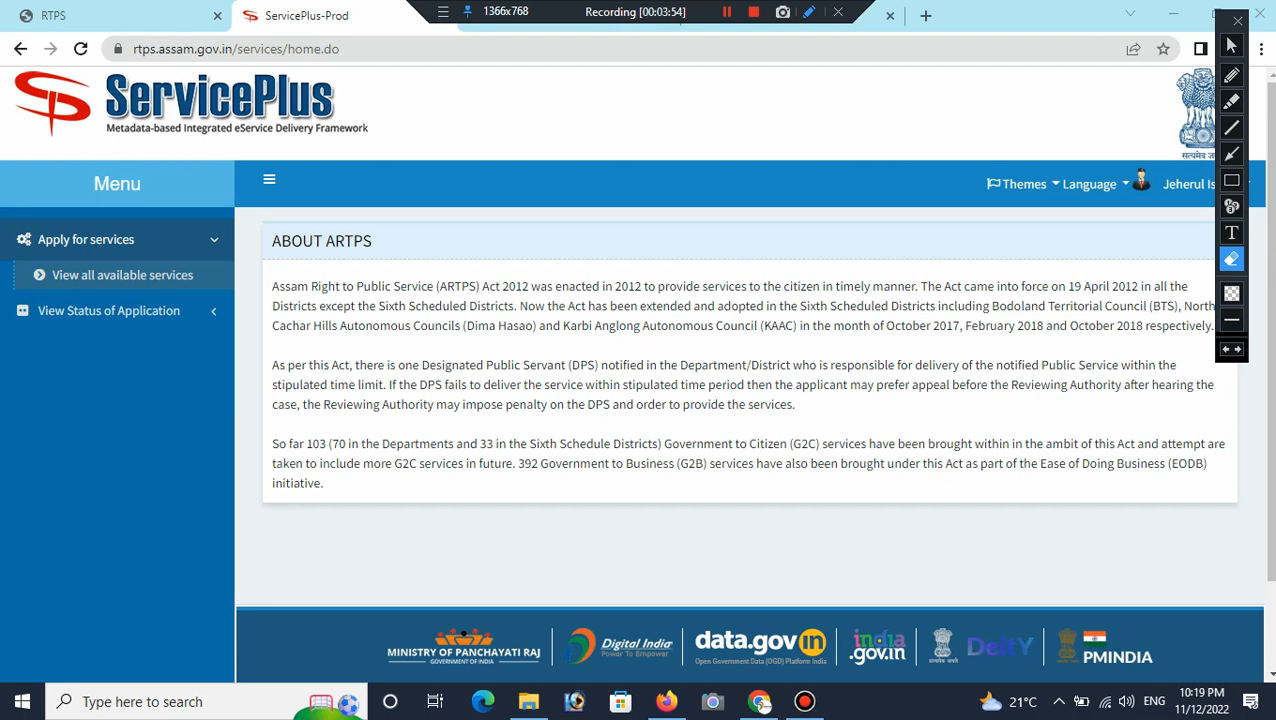 RTPS
ServicePlus-Prod
1366x768
Recording [00:03:54]
rtps.assam.gov.in/services/home.do
ServicePlus
Metadata-based Integrated eService Delivery Framework
Menu
Themes
Language
Jeherul Is
Apply for services
View all available services
View Status of Application
ABOUT ARTPS
Assam Right to Public Service (ARTPS) Act 2012 was enacted in 2012 to provide services to the citizen in timely manner. The Act came into force on 19 April 2012 in all the
Districts except the Sixth Scheduled Districts. Now the Act has been extended and adopted in the Sixth Scheduled Districts including Bodoland Territorial Council (BTS), North
Cachar Hills Autonomous Councils (Dima Hasao) and Karbi Anglong Autonomous Council (KAAC) in the month of October 2017, February 2018 and October 2018 respectively.
As per this Act, there is one Designated Public Servant (DPS) notified in the Department/District who is responsible for delivery of the notified Public Service within the
stipulated time limit. If the DPS fails to deliver the service within stipulated time period then the applicant may prefer appeal before the Reviewing Authority after hearing the
case, the Reviewing Authority may impose penalty on the DPS and order to provide the services.
So far 103 (70 in the Departments and 33 in the Sixth Schedule Districts) Government to Citizen (G2C) services have been brought within in the ambit of this Act and attempt are
taken to include more G2C services in future. 392 Government to Business (G2B) services have also been brought under this Act as part of the Ease of Doing Business (EODB)
initiative.
MINISTRY OF PANCHAYATI RAJ
GOVERNMENT OF INDIA
Digital India
Power To Empower
data.gov in
Open Government Data (OGD) Platform India
india
.gov.in
DeitY
PMINDIA
Type here to search
21°C
ENG
10:19 PM
11/12/2022